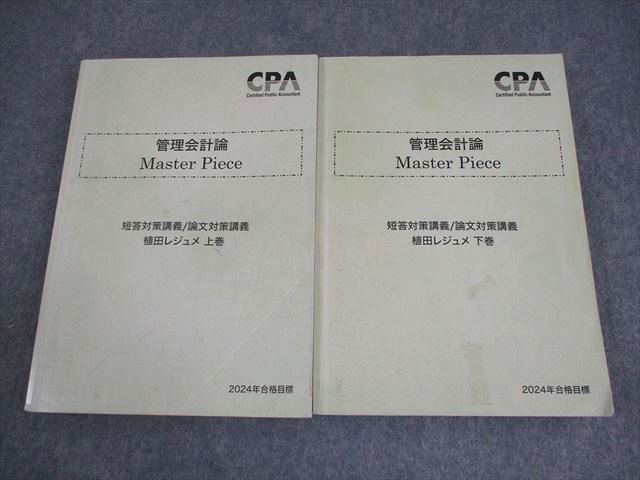 CPA
Certified Public Accountant
管理会計論
Master Piece
短答対策講義/論文対策講義
植田レジュメ 上巻
2024年合格目標
CPA
Certified Public Accountant
管理会計論
Master Piece
短答対策講義/論文対策講義
植田レジュメ 下巻
2024年合格目標